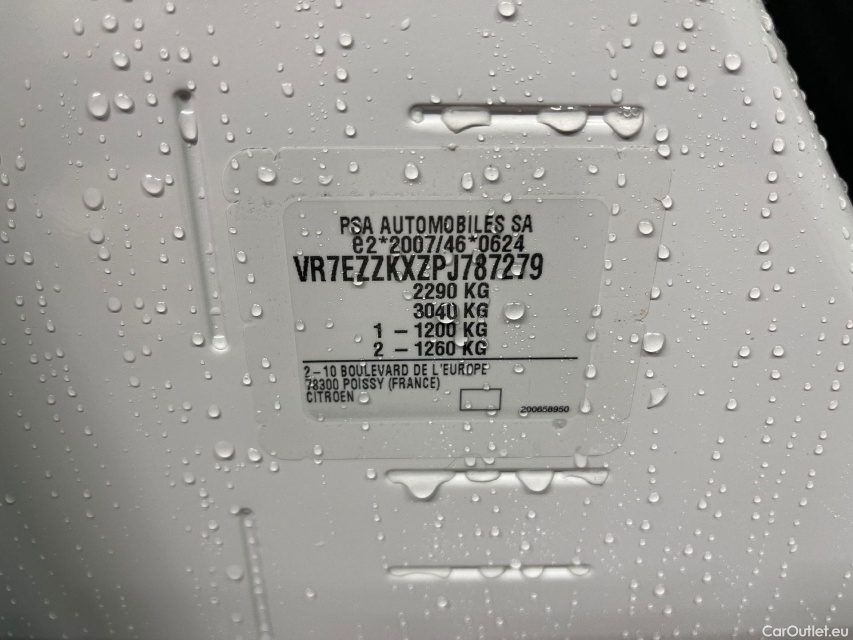 PSA AUTOMOBILES SA
e2*2007/46*0624
VR7EZZKXZPJ787279
2290 KG
3040 KG
1 – 1200 KG
2 – 1260 KG
2–10 BOULEVARD DE L'EUROPE
78300 POISSY (FRANCE)
CITROEN
200658950
CarOutlet.eu